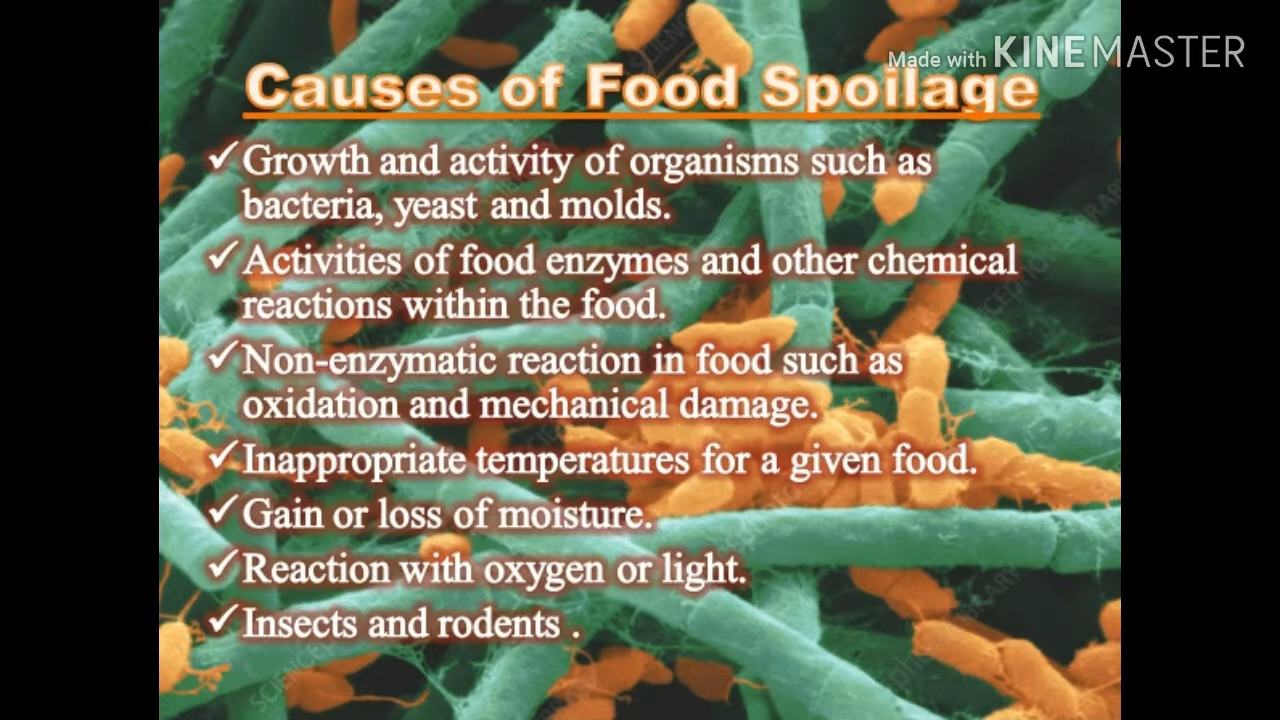 Made with KINEMASTER
Causes of Food Spoilage
✓Growth and activity of organisms such as
bacteria, yeast and molds.
✓Activities of food enzymes and other chemical
reactions within the food.
✓Non-enzymatic reaction in food such as
oxidation and mechanical damage.
✓Inappropriate temperatures for a given food.
✓Gain or loss of moisture.
✓Reaction with oxygen or light.
✓Insects and rodents .